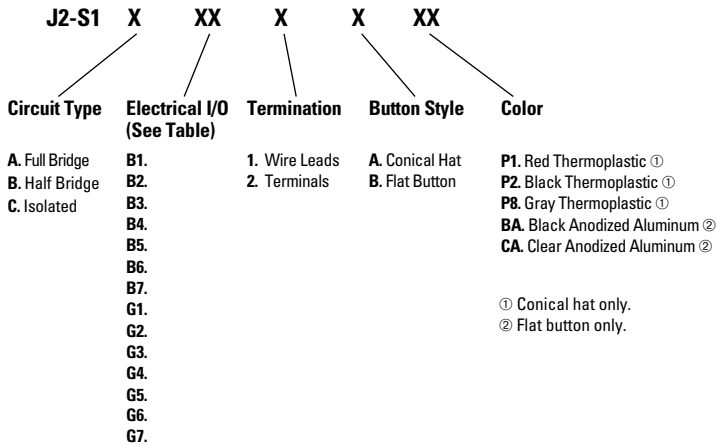 J2-S1 X XX X X XX
Circuit Type
A. Full Bridge
B. Half Bridge
C. Isolated
Electrical I/O
(See Table)
B1.
B2.
B3.
B4.
B5.
B6.
B7.
G1.
G2.
G3.
G4.
G5.
G6.
G7.
Termination
1. Wire Leads
2. Terminals
Button Style
A. Conical Hat
B. Flat Button
Color
P1. Red Thermoplastic ①
P2. Black Thermoplastic ①
P8. Gray Thermoplastic ①
BA. Black Anodized Aluminum ②
CA. Clear Anodized Aluminum ②
① Conical hat only.
② Flat button only.